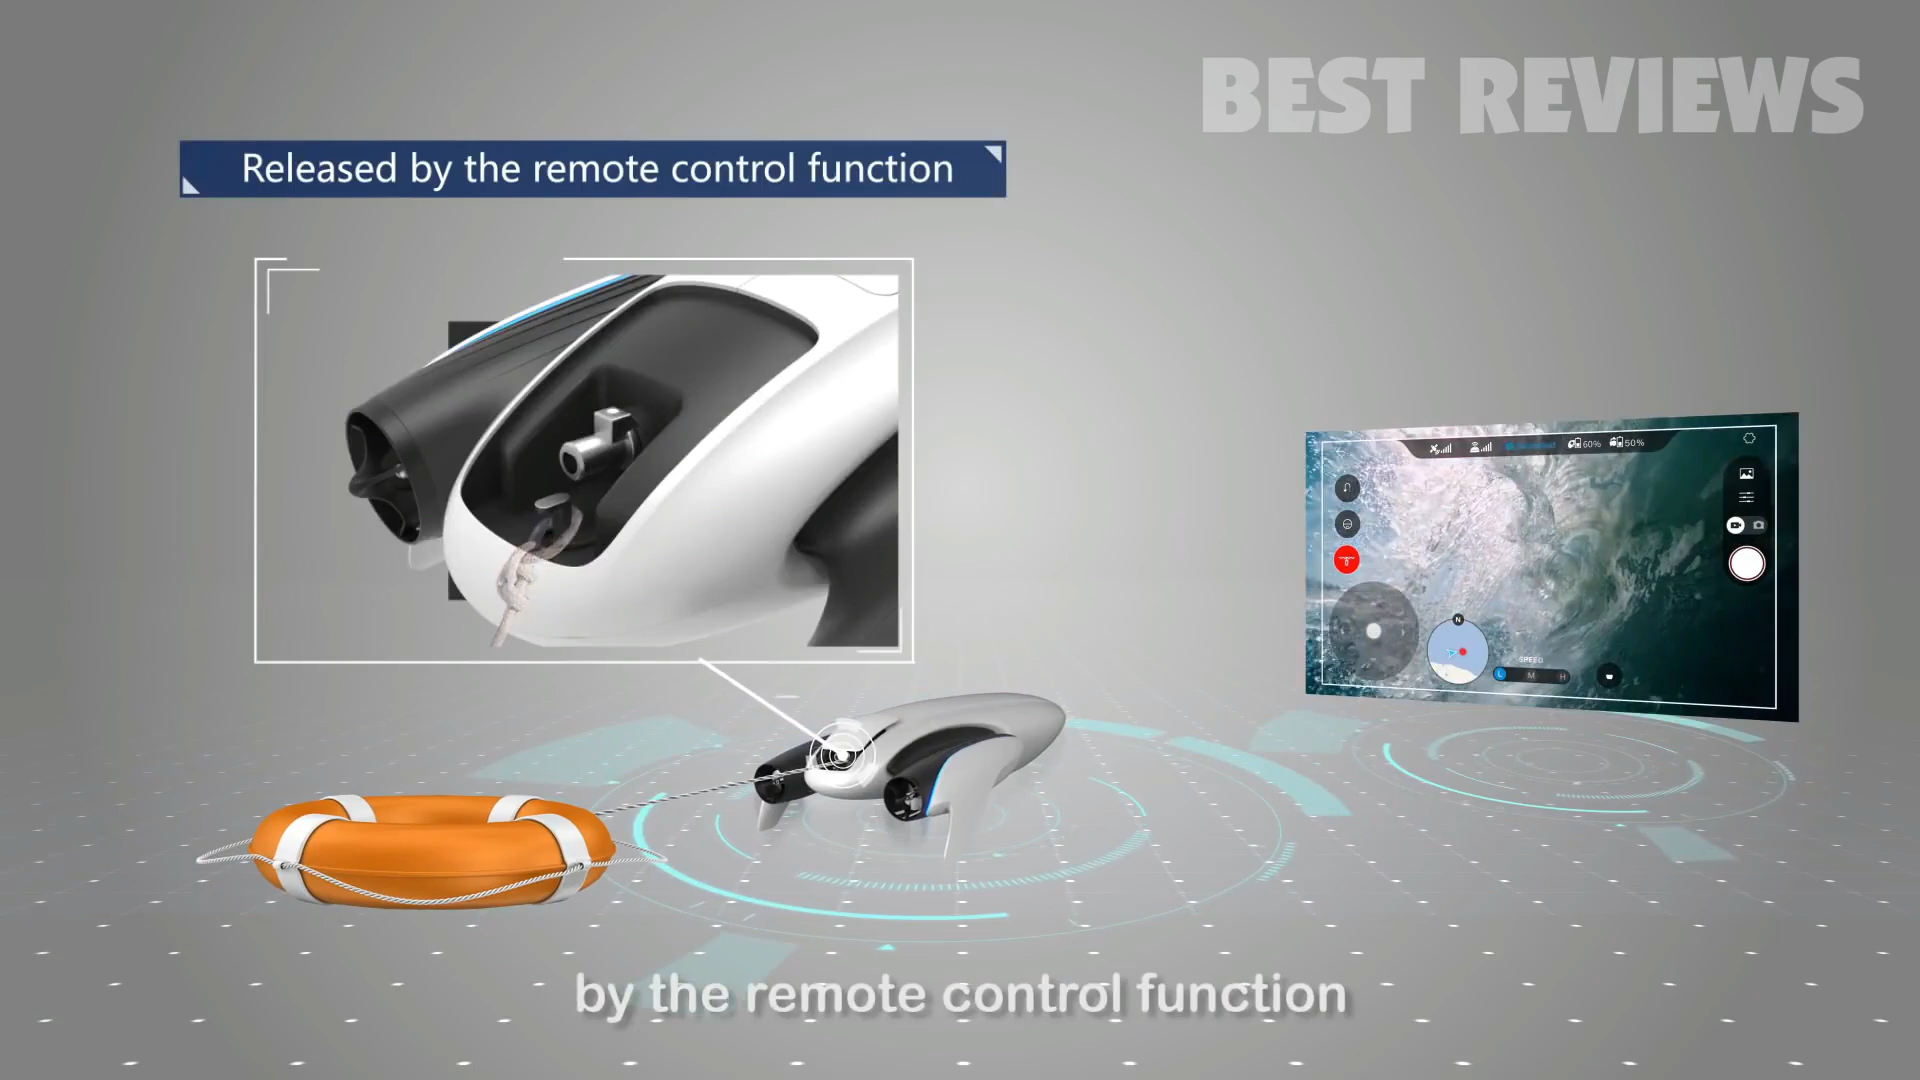 BEST REVIEWS
Released by the remote control function
60%
50%
N
SPEED
L M H
by the remote control function